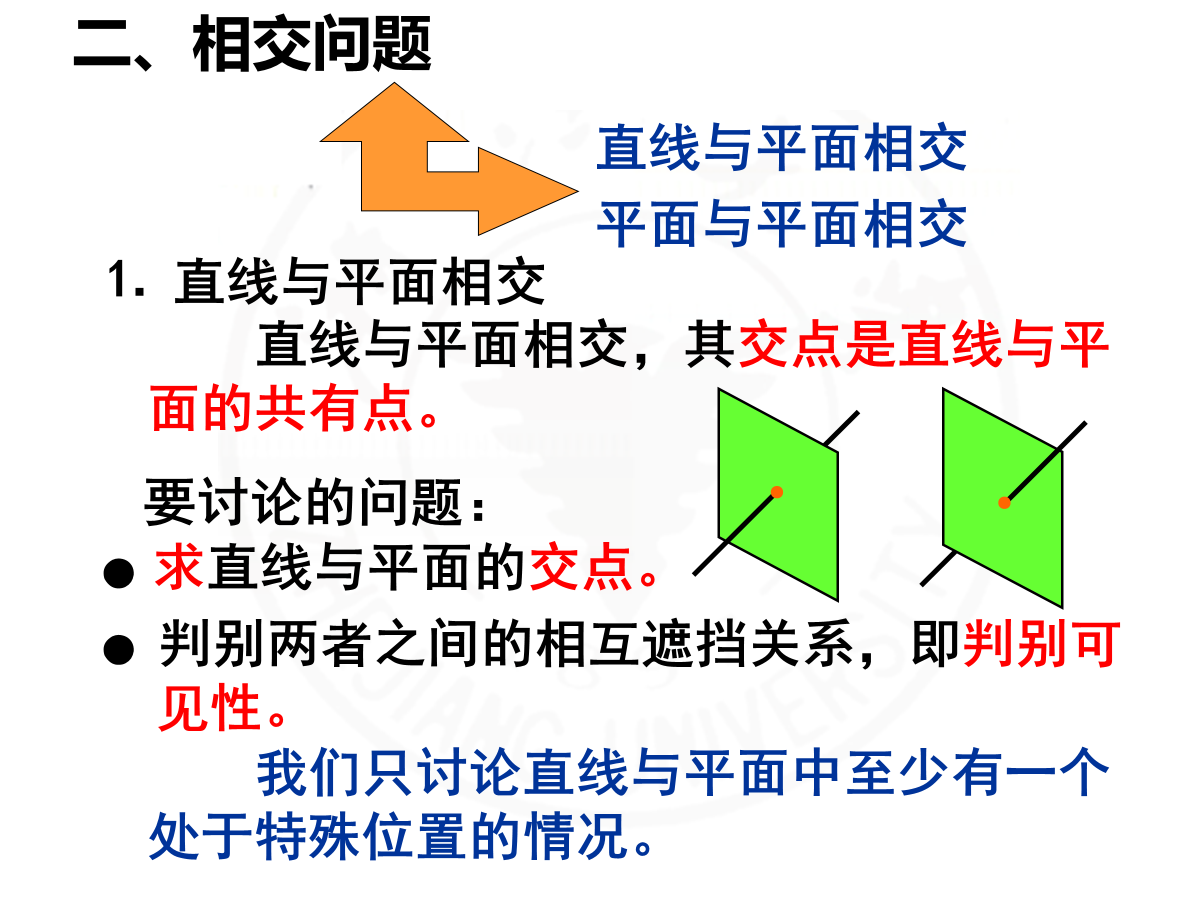 二、相交问题
直线与平面相交
平面与平面相交
1. 直线与平面相交
直线与平面相交，其交点是直线与平
面的共有点。
要讨论的问题：
● 求直线与平面的交点。
● 判别两者之间的相互遮挡关系，即判别可
见性。
我们只讨论直线与平面中至少有一个
处于特殊位置的情况。